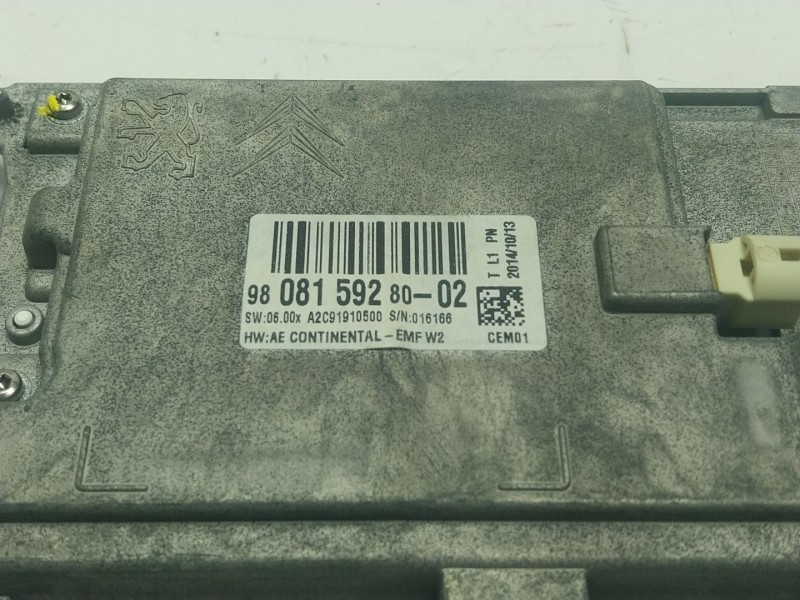 98 081 592 80-02
SW:06.00x A2C91910500 S/N:016166
HW:AE CONTINENTAL-EMF W2
CEM01
T L1 PN
2014/10/13